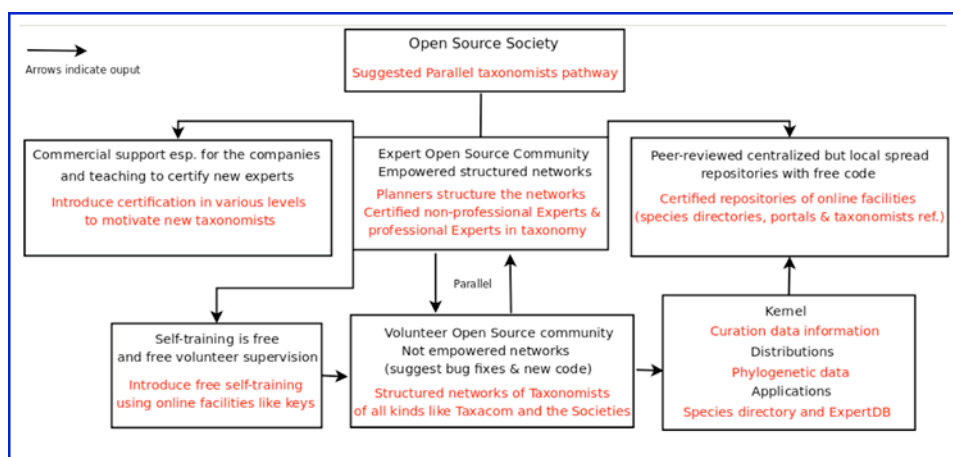 Open Source Society
Suggested Parallel taxonomists pathway
Arrows indicate ouput
Commercial support esp. for the companies
and teaching to certify new experts
Introduce certification in various levels
to motivate new taxonomists
Expert Open Source Community
Empowered structured networks
Planners structure the networks
Certified non-professional Experts &
professional Experts in taxonomy
Peer-reviewed centralized but local spread
repositories with free code
Certified repositories of online facilities
(species directories, portals & taxonomists ref.)
Parallel
Self-training is free
and free volunteer supervision
Introduce free self-training
using online facilities like keys
Volunteer Open Source community
Not empowered networks
(suggest bug fixes & new code)
Structured networks of Taxonomists
of all kinds like Taxacom and the Societies
Kernel
Curation data information
Distributions
Phylogenetic data
Applications
Species directory and ExpertDB